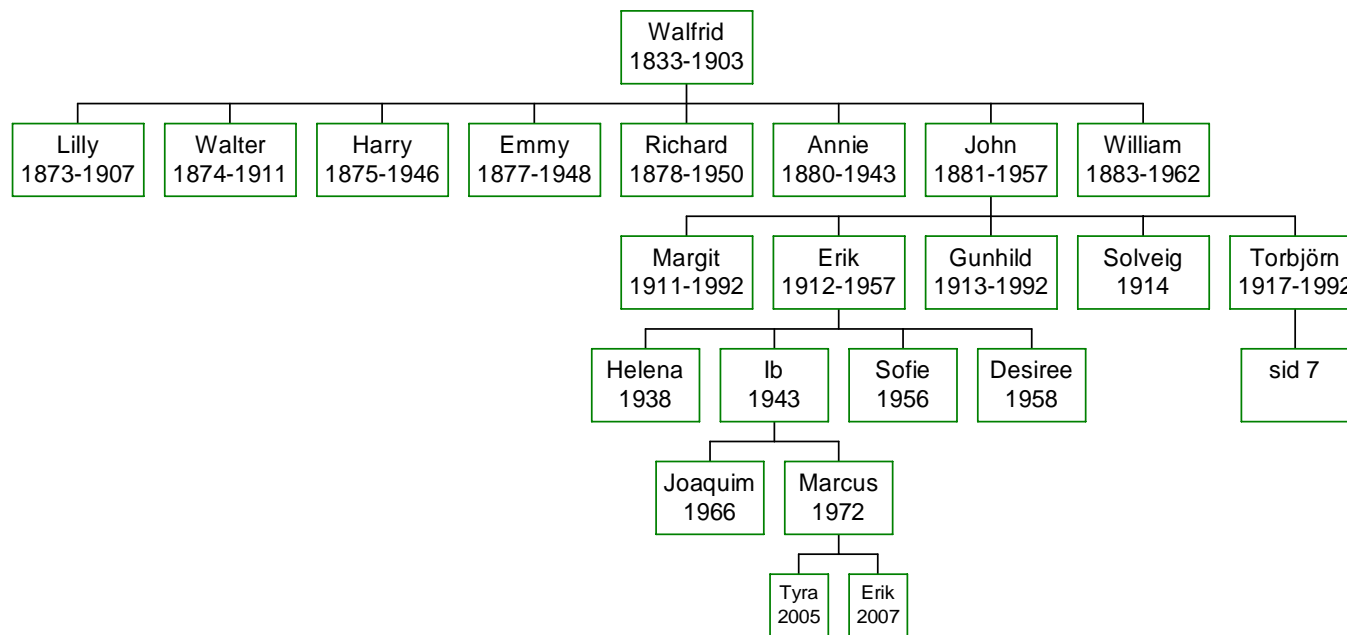 Walfrid
1833-1903
Lilly
1873-1907
Walter
1874-1911
Harry
1875-1946
Emmy
1877-1948
Richard
1878-1950
Annie
1880-1943
John
1881-1957
William
1883-1962
Margit
1911-1992
Erik
1912-1957
Gunhild
1913-1992
Solveig
1914
Torbjörn
1917-1992
Helena
1938
Ib
1943
Sofie
1956
Desiree
1958
sid 7
Joaquim
1966
Marcus
1972
Tyra
2005
Erik
2007